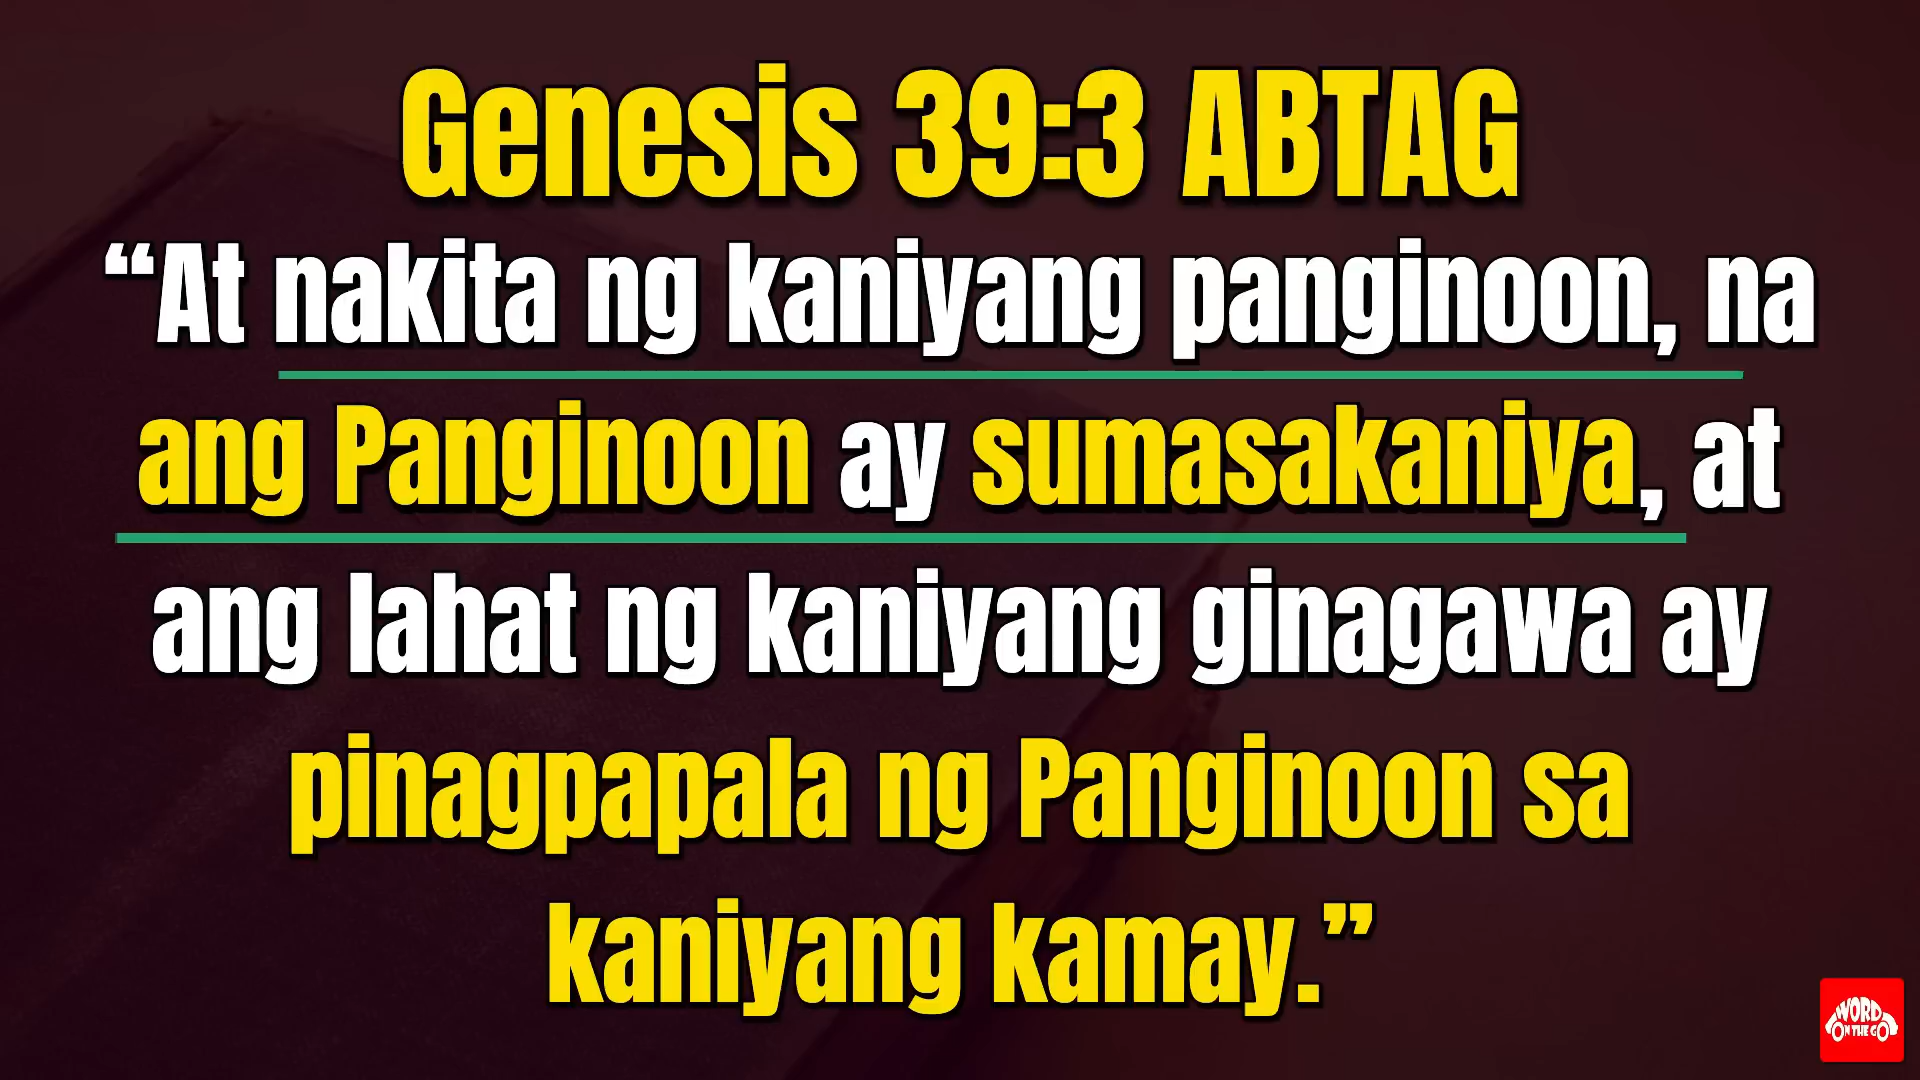 Genesis 39:3 ABTAG
“At nakita ng kaniyang panginoon, na
ang Panginoon ay sumasakaniya, at
ang lahat ng kaniyang ginagawa ay
pinagpapala ng Panginoon sa
kaniyang kamay.”
WORD
ON THE GO